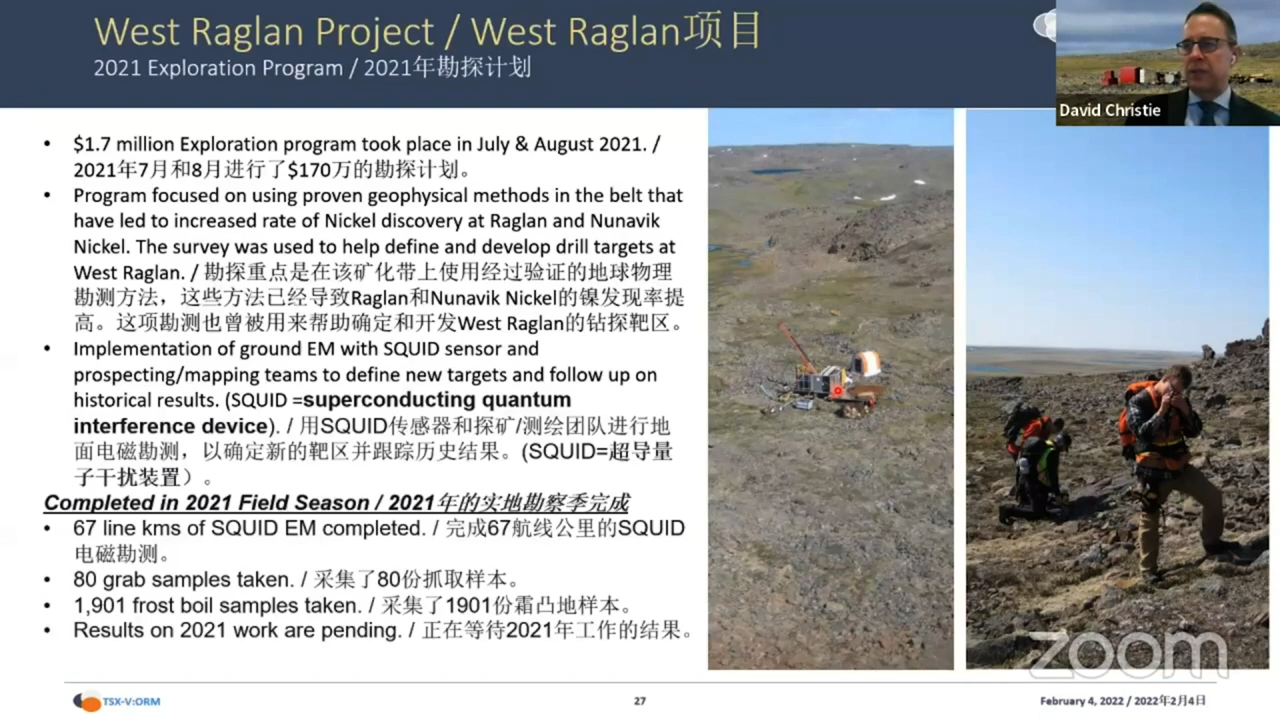 West Raglan Project / West Raglan项目
2021 Exploration Program / 2021年勘探计划
David Christie
• $1.7 million Exploration program took place in July & August 2021. /
2021年7月和8月进行了$170万的勘探计划。
• Program focused on using proven geophysical methods in the belt that
have led to increased rate of Nickel discovery at Raglan and Nunavik
Nickel. The survey was used to help define and develop drill targets at
West Raglan. / 勘探重点是在该矿化带上使用经过验证的地球物理
勘测方法，这些方法已经导致Raglan和Nunavik Nickel的镍发现率提
高。这项勘测也曾被用来帮助确定和开发West Raglan的钻探靶区。
• Implementation of ground EM with SQUID sensor and
prospecting/mapping teams to define new targets and follow up on
historical results. (SQUID =superconducting quantum
interference device). / 用SQUID传感器和探矿/测绘团队进行地
面电磁勘测，以确定新的靶区并跟踪历史结果。(SQUID=超导量
子干扰装置）。
Completed in 2021 Field Season / 2021年的实地勘察季完成
• 67 line kms of SQUID EM completed. / 完成67航线公里的SQUID
电磁勘测。
• 80 grab samples taken. / 采集了80份抓取样本。
• 1,901 frost boil samples taken. / 采集了1901份霜凸地样本。
• Results on 2021 work are pending. / 正在等待2021年工作的结果。
zoom
TSX-V:ORM
27
February 4, 2022 / 2022年2月4日